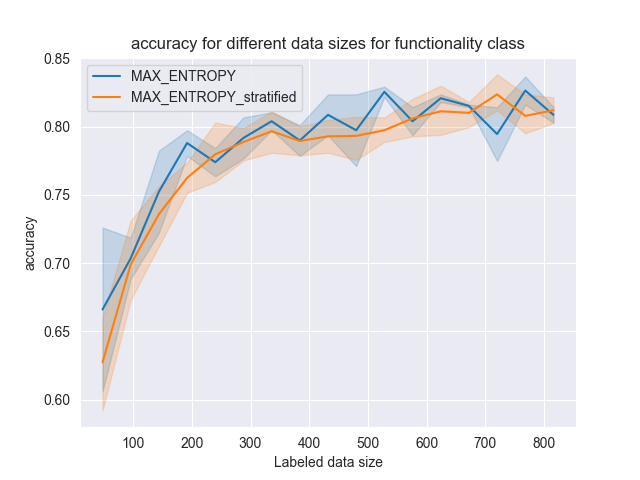 accuracy for different data sizes for functionality class
MAX_ENTROPY
MAX_ENTROPY_stratified
0.85
0.80
0.75
0.70
0.65
0.60
accuracy
100 200 300 400 500 600 700 800
Labeled data size